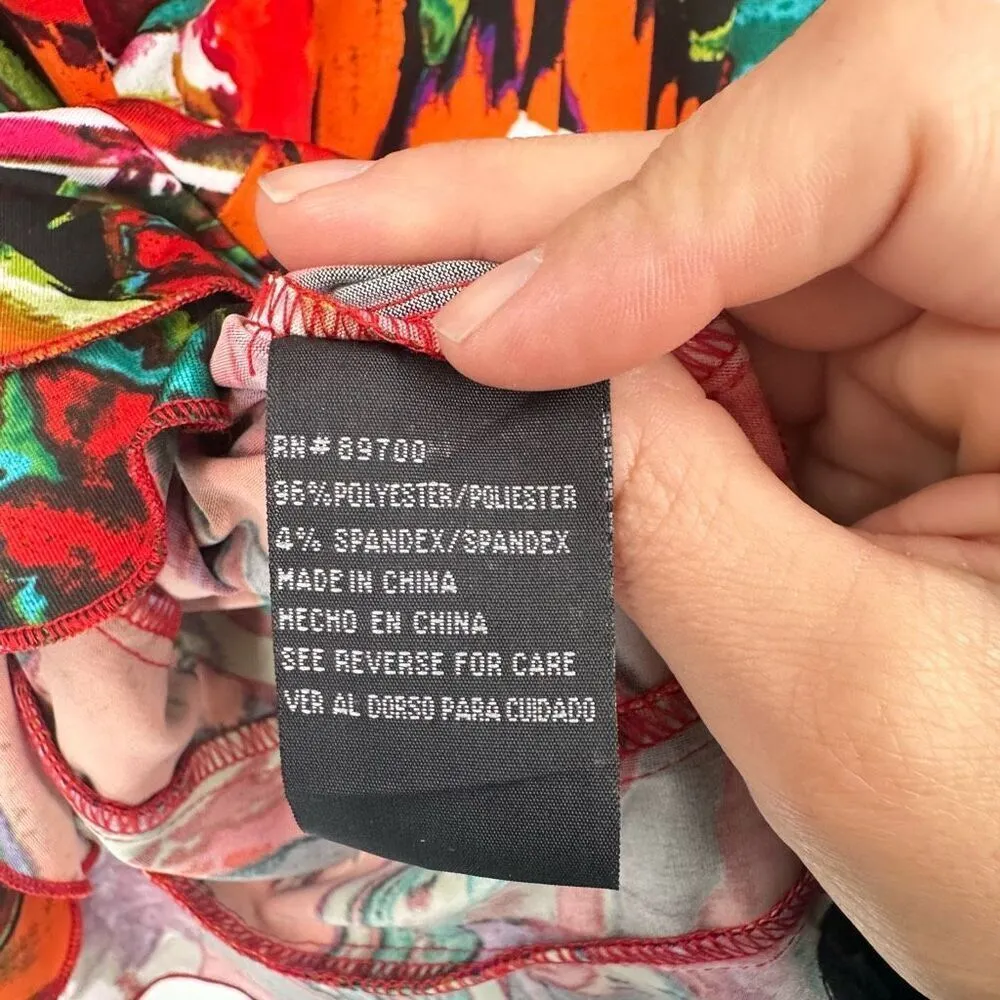 RN# 89700
96% POLYESTER/POLIESTER
4% SPANDEX/SPANDEX
MADE IN CHINA
HECHO EN CHINA
SEE REVERSE FOR CARE
VER AL DORSO PARA CUIDADO